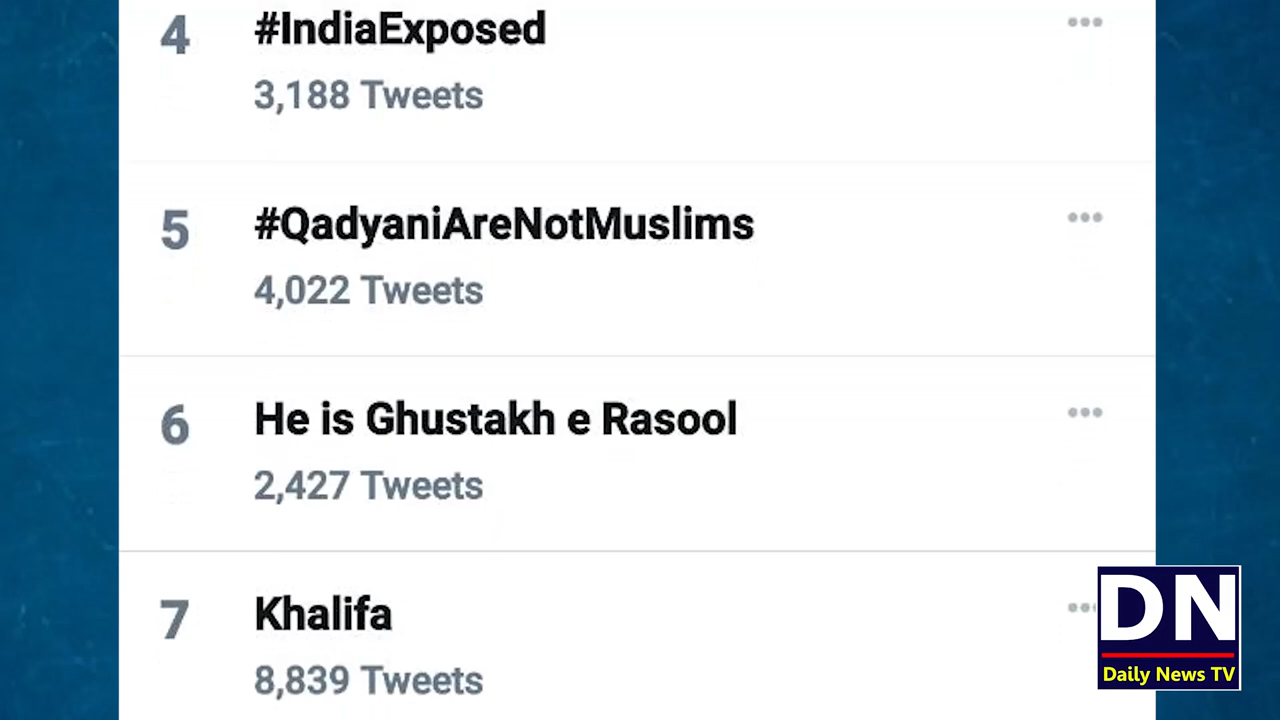 4
#IndiaExposed
3,188 Tweets
5
#QadyaniAreNotMuslims
4,022 Tweets
6
He is Ghustakh e Rasool
2,427 Tweets
7
Khalifa
8,839 Tweets
DN
Daily News TV